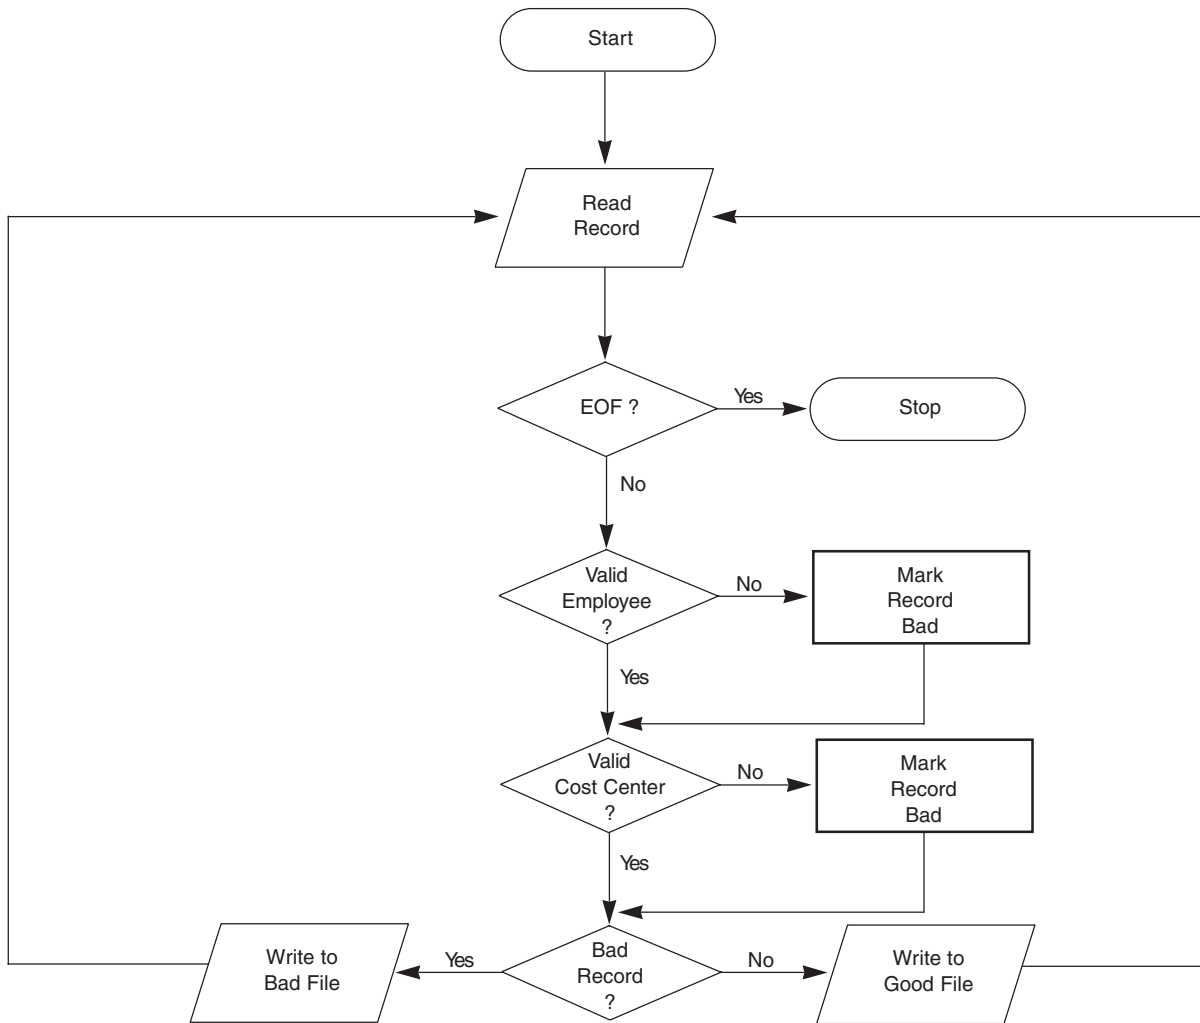 Start
Read
Record
EOF ?
Yes
Stop
No
Valid
Employee
?
No
Mark
Record
Bad
Yes
Valid
Cost Center
?
No
Mark
Record
Bad
Yes
Write to
Bad File
Yes
Bad
Record
?
No
Write to
Good File